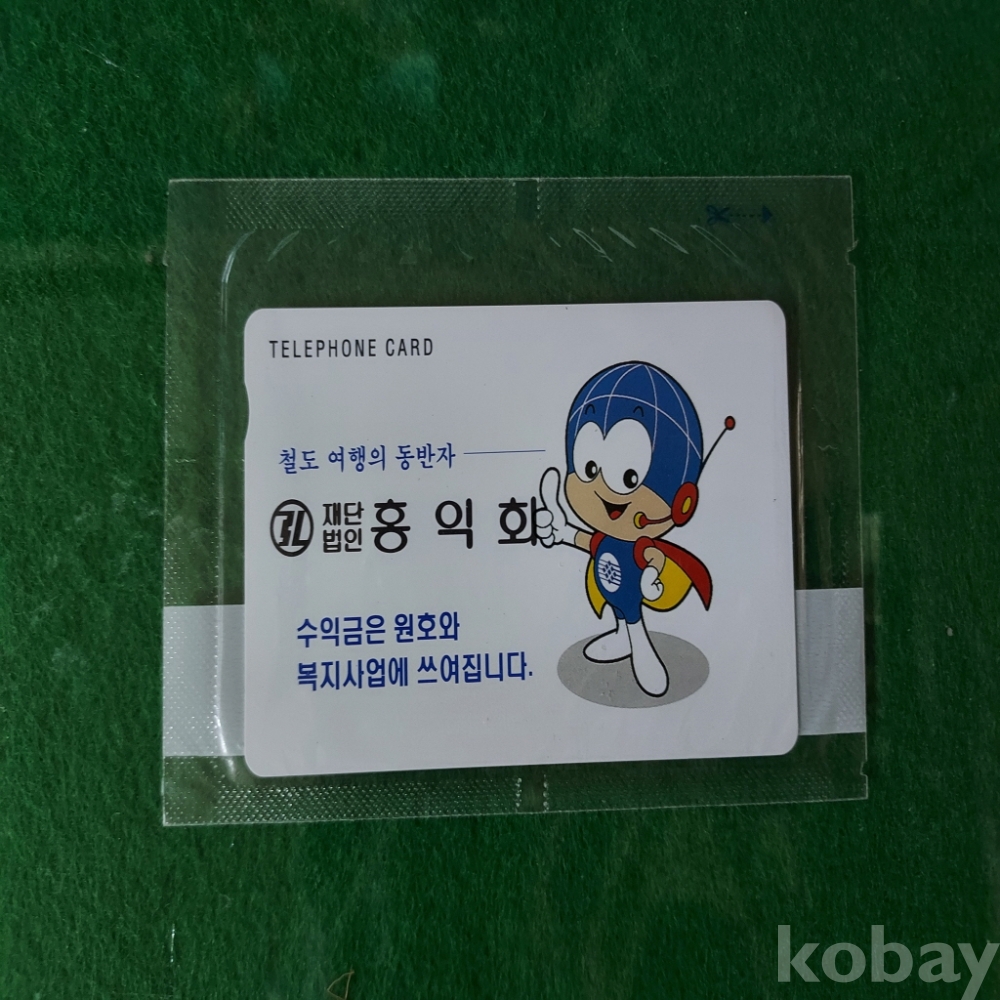 TELEPHONE CARD
철도 여행의 동반자
재단
법인 홍익회
수익금은 원호와
복지사업에 쓰여집니다.
kobay